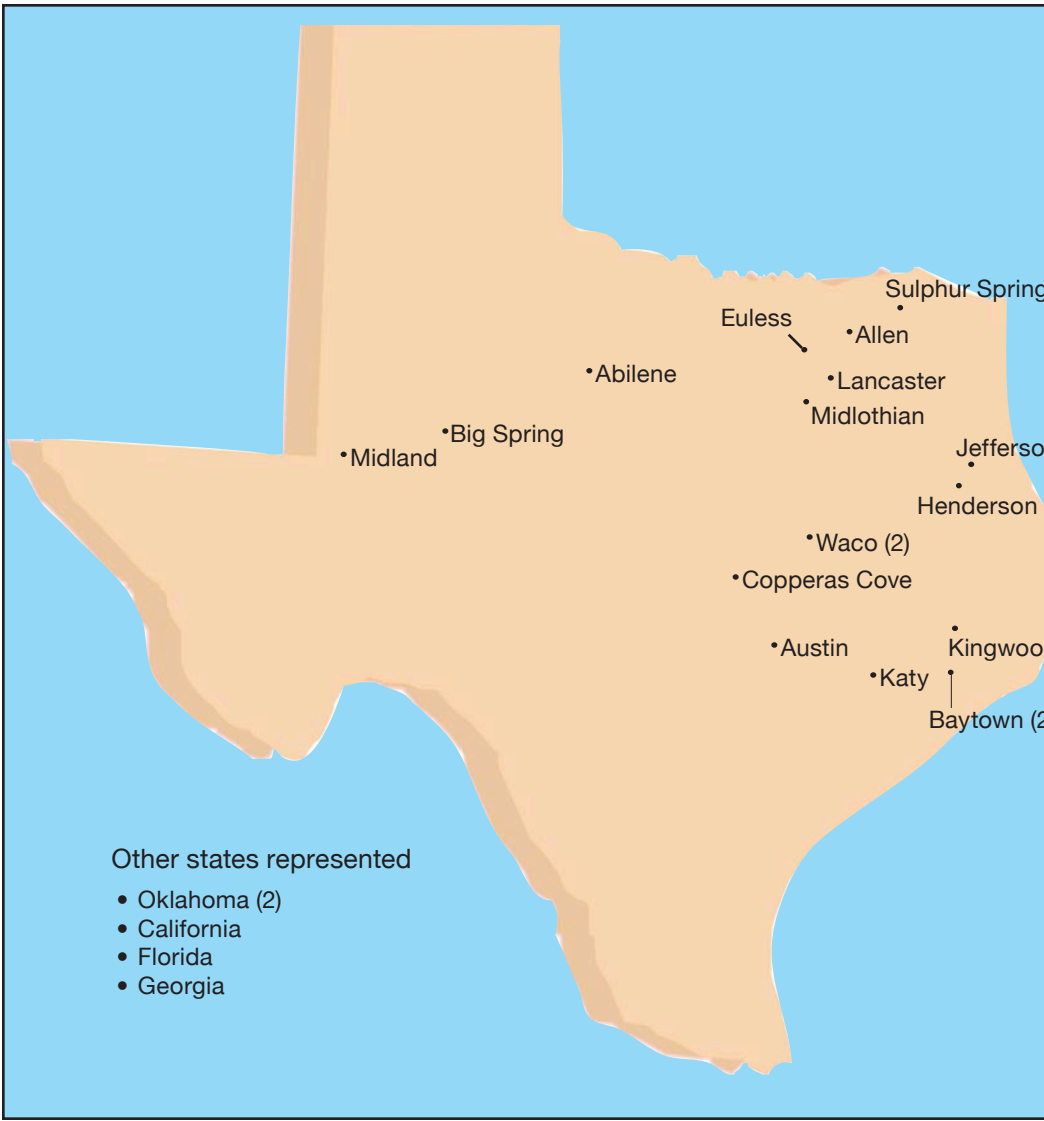 Sulphur Spring
Euless
Allen
Abilene
Lancaster
Midlothian
Big Spring
Midland
Jefferso
Henderson
Waco (2)
Copperas Cove
Austin
Kingwoo
Katy
Baytown (2
Other states represented
• Oklahoma (2)
• California
• Florida
• Georgia